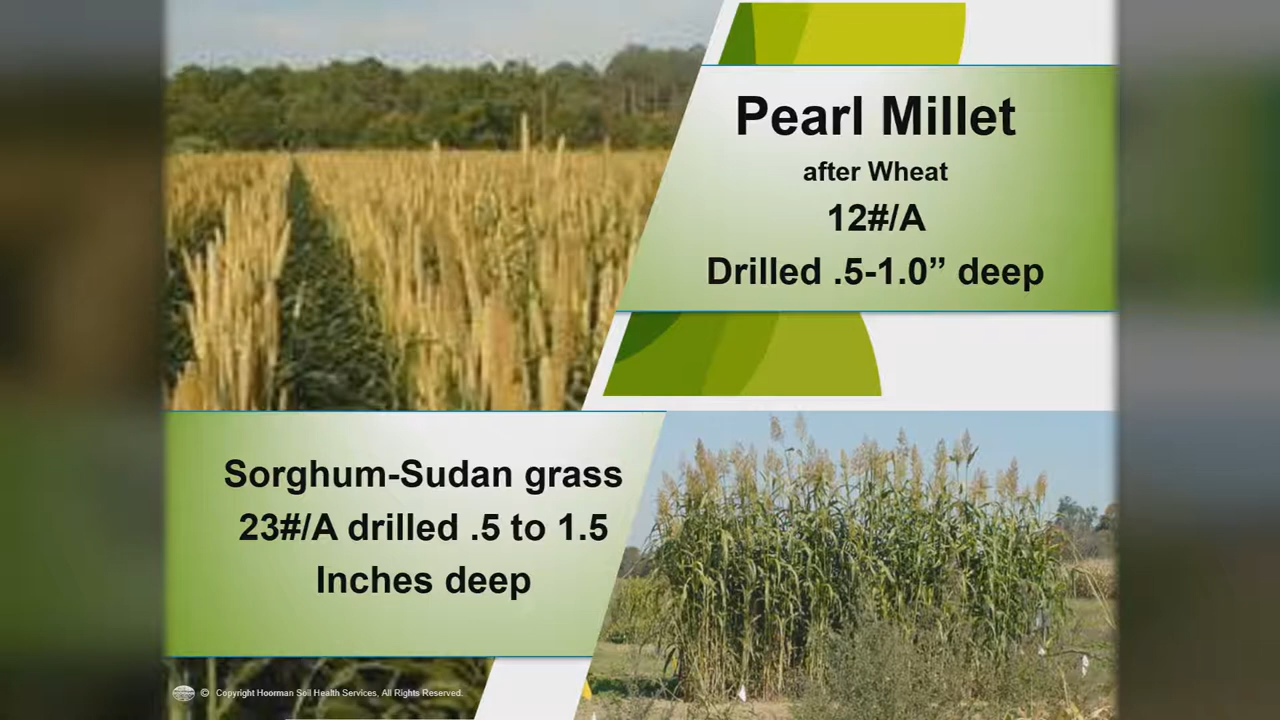 Pearl Millet
after Wheat
12#/A
Drilled .5-1.0” deep
Sorghum-Sudan grass
23#/A drilled .5 to 1.5
Inches deep
© Copyright Hoorman Soil Health Services, All Rights Reserved.